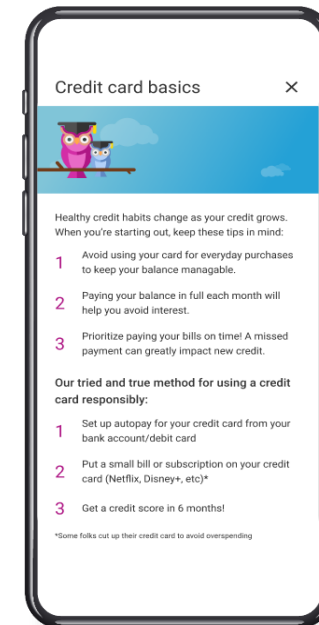 Credit card basics
Healthy credit habits change as your credit grows.
When you're starting out, keep these tips in mind:
1 Avoid using your card for everyday purchases
to keep your balance managable.
2 Paying your balance in full each month will
help you avoid interest.
3 Prioritize paying your bills on time! A missed
payment can greatly impact new credit.
Our tried and true method for using a credit
card responsibly:
1 Set up autopay for your credit card from your
bank account/debit card
2 Put a small bill or subscription on your credit
card (Netflix, Disney+, etc)*
3 Get a credit score in 6 months!
*Some folks cut up their credit card to avoid overspending